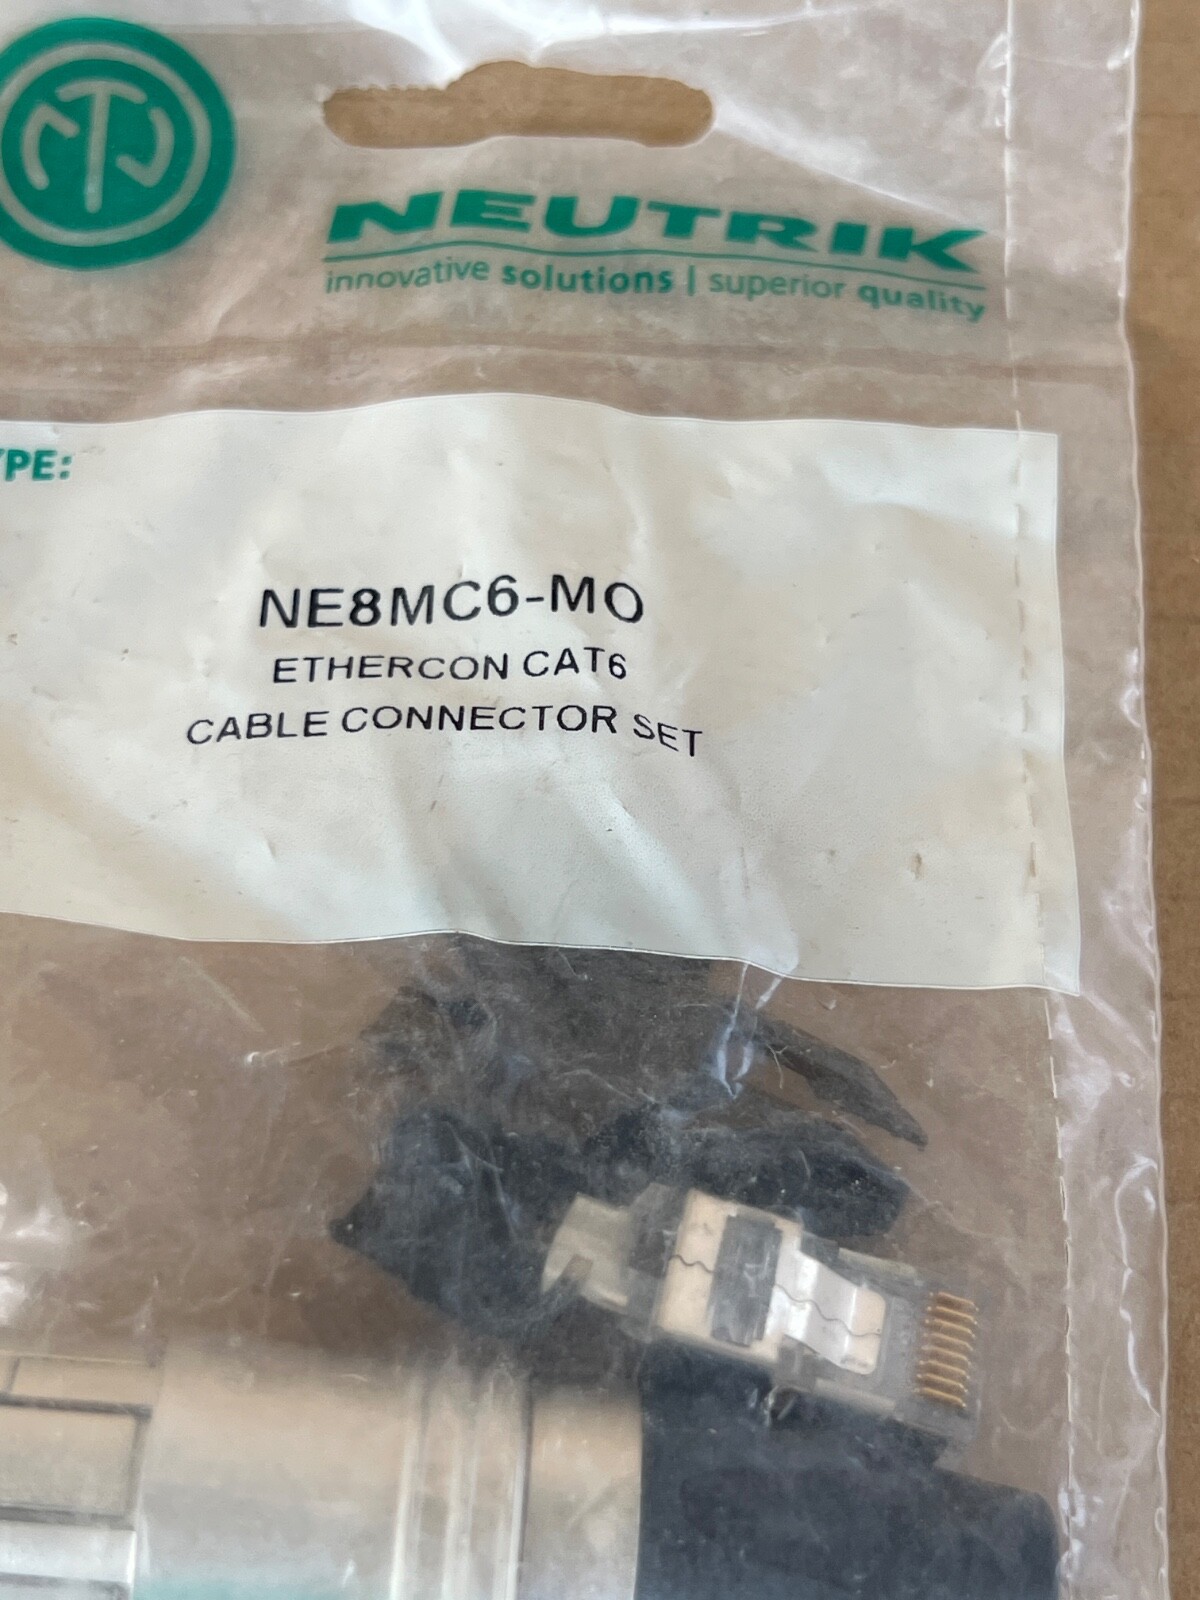 NEUTRIK
innovative solutions | superior quality
YPE:
NE8MC6-MO
ETHERCON CAT6
CABLE CONNECTOR SET